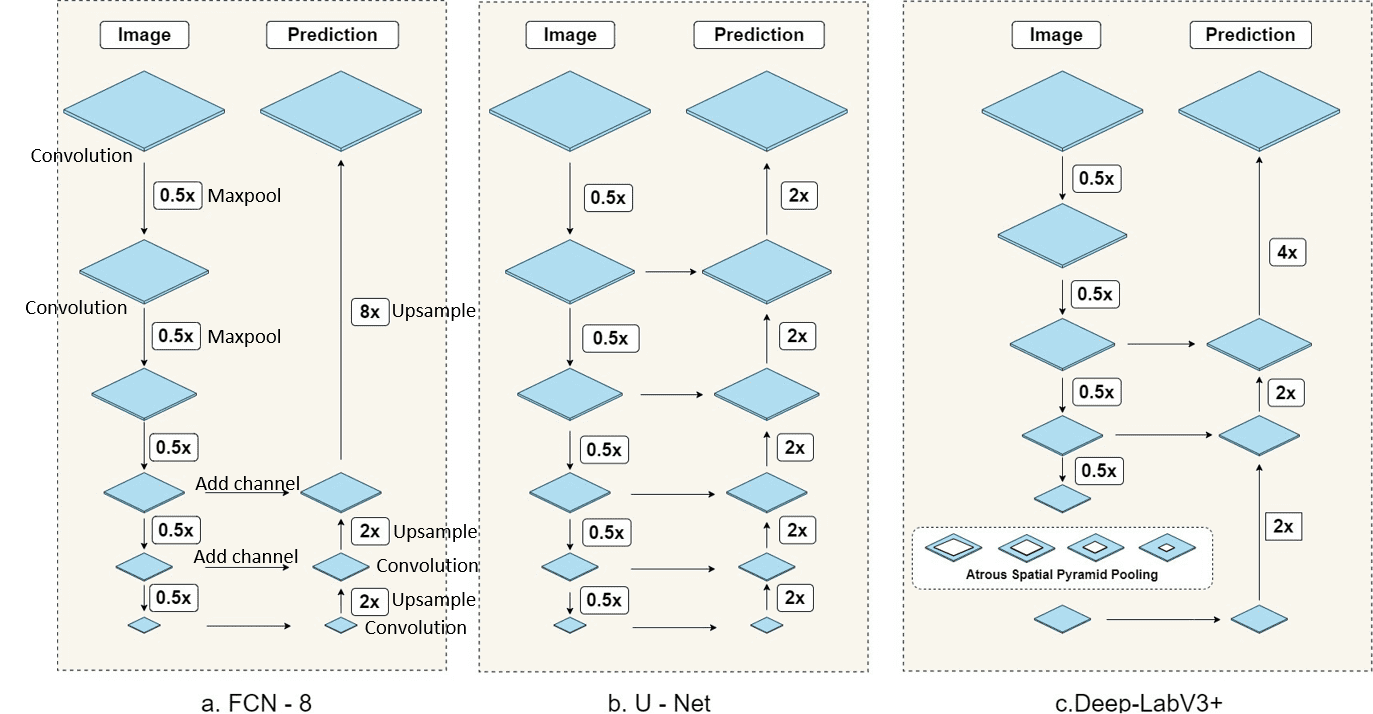 Image
Prediction
Convolution
0.5x Maxpool
Convolution
8x Upsample
0.5x Maxpool
0.5x
Add channel
0.5x
2x Upsample
Add channel
Convolution
0.5x
2x Upsample
Convolution
a. FCN - 8
Image
Prediction
0.5x
2x
0.5x
2x
0.5x
2x
0.5x
2x
0.5x
2x
b. U - Net
Image
Prediction
0.5x
4x
0.5x
0.5x
2x
0.5x
2x
Atrous Spatial Pyramid Pooling
c.Deep-LabV3+